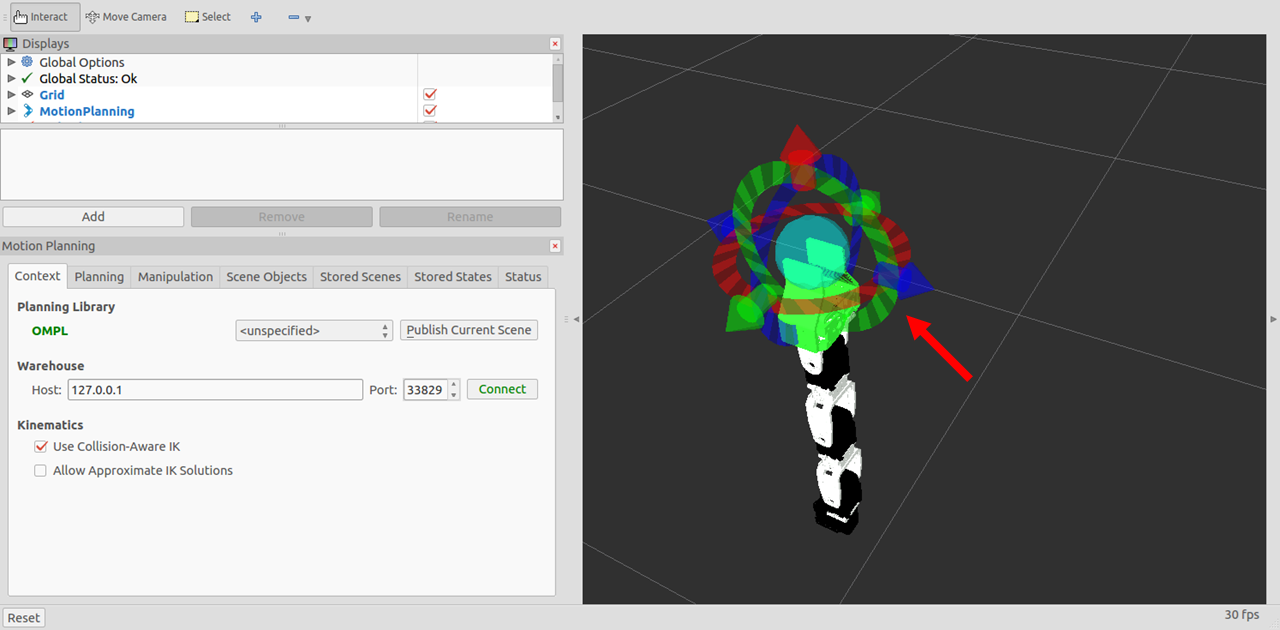 Interact Move Camera Select
Displays
Global Options
Global Status: Ok
Grid
MotionPlanning
Add Remove Rename
Motion Planning
Context Planning Manipulation Scene Objects Stored Scenes Stored States Status
Planning Library
OMPL <unspecified> Publish Current Scene
Warehouse
Host: 127.0.0.1 Port: 33829 Connect
Kinematics
Use Collision-Aware IK
Allow Approximate IK Solutions
Reset 30 fps